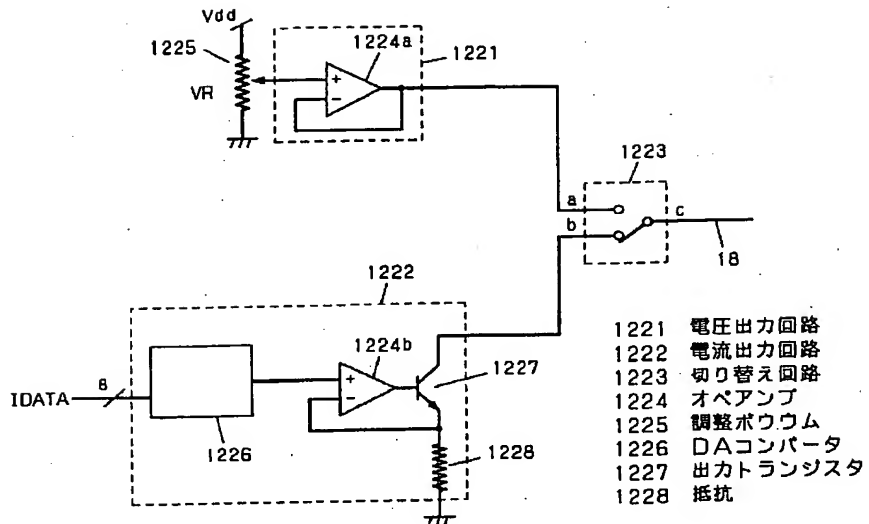 Vdd
1225
VR
1224a
1221
+
−
1223
a
b
c
18
1222
1224b
1227
+
−
IDATA
8
1226
1228
1221 電圧出力回路
1222 電流出力回路
1223 切り替え回路
1224 オペアンプ
1225 調整ボウウム
1226 DAコンバータ
1227 出力トランジスタ
1228 抵抗